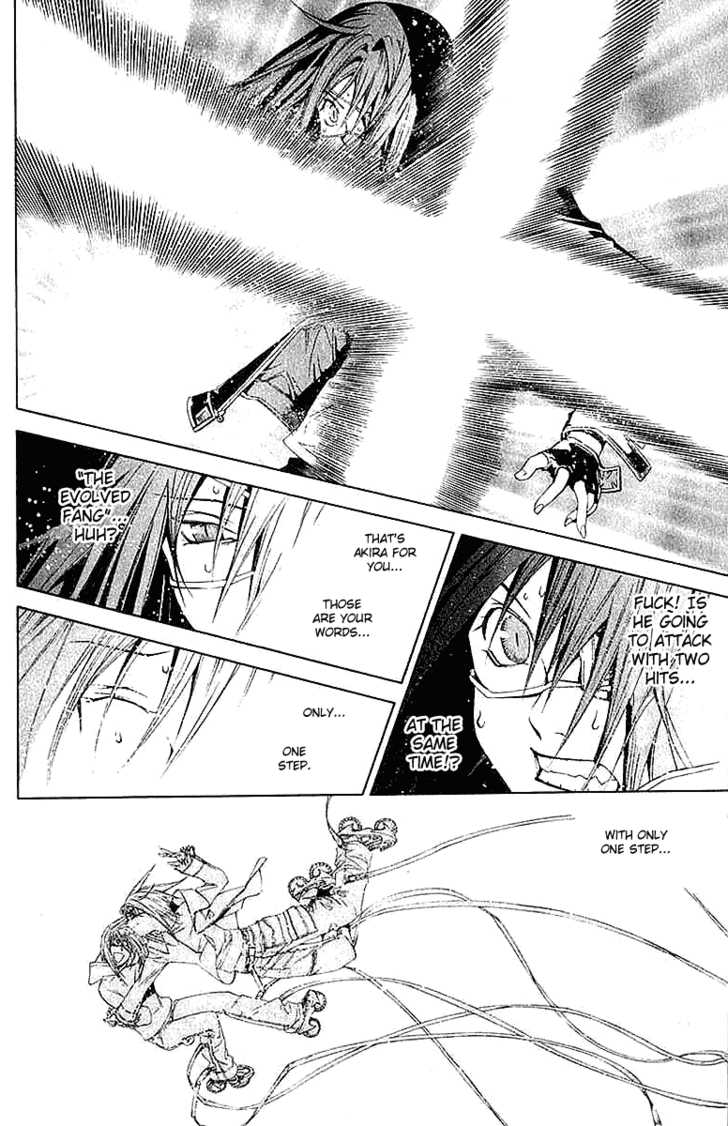 FUCK! IS
HE GOING
TO ATTACK
WITH TWO
HITS...
AT THE
SAME
TIME!?
THAT'S
AKIRA FOR
YOU...
THOSE
ARE YOUR
WORDS...
"THE
EVOLVED
FANG"...
HUH?
ONLY...
ONE
STEP.
WITH ONLY
ONE STEP...